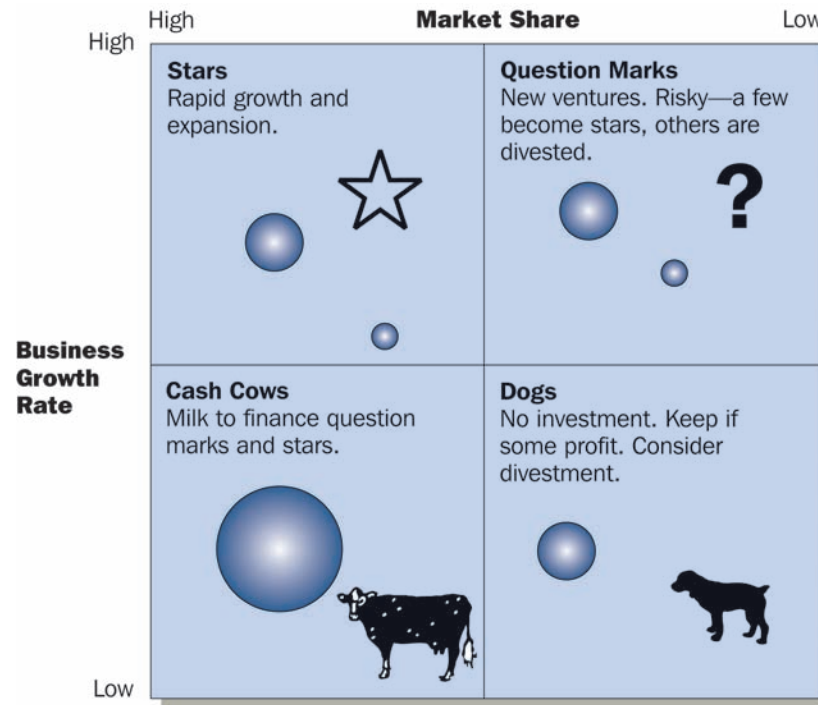 High
Market Share
Low
High
Stars
Rapid growth and
expansion.
Question Marks
New ventures. Risky—a few
become stars, others are
divested.
?
Business
Growth
Rate
Cash Cows
Milk to finance question
marks and stars.
Dogs
No investment. Keep if
some profit. Consider
divestment.
Low